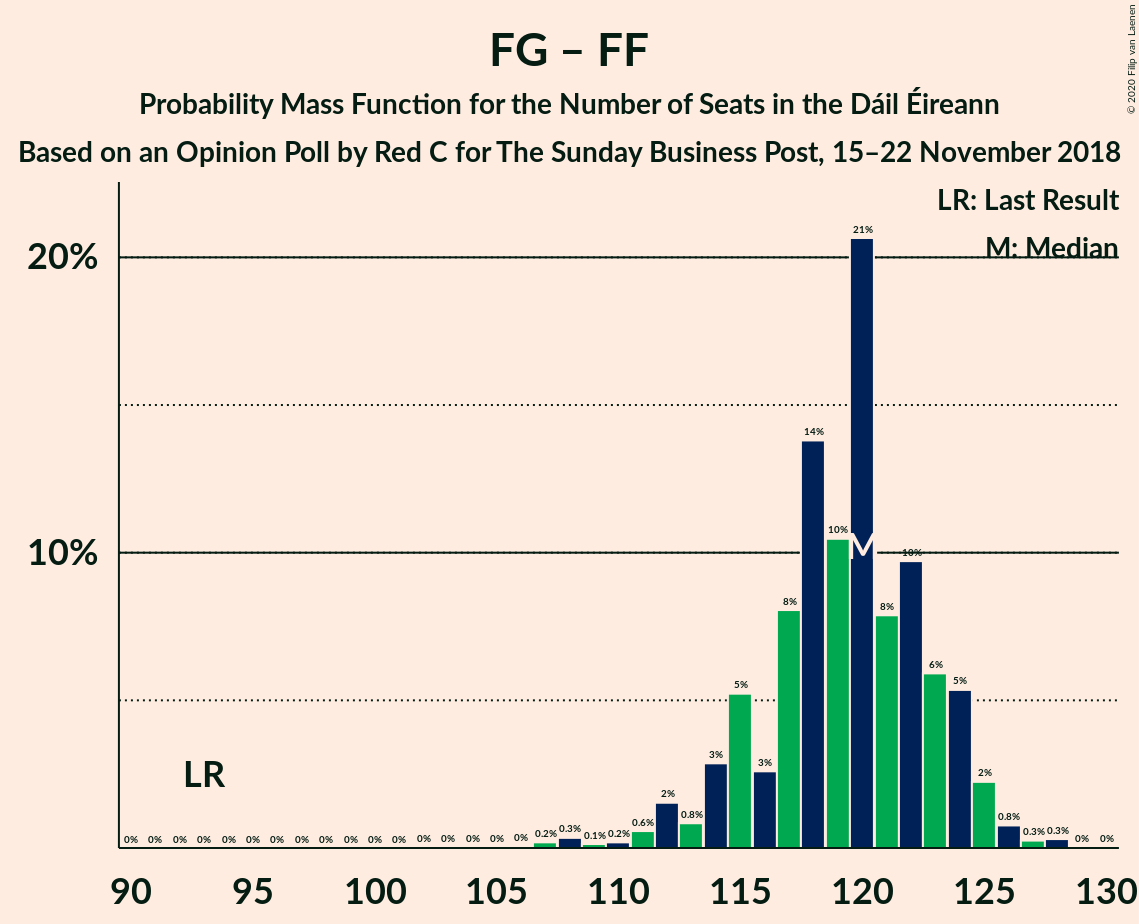 FG – FF
Probability Mass Function for the Number of Seats in the Dáil Éireann
Based on an Opinion Poll by Red C for The Sunday Business Post, 15–22 November 2018
© 2020 Filip van Laenen
LR: Last Result
M: Median
20%
10%
LR
M
0% 0% 0% 0% 0% 0% 0% 0% 0% 0% 0% 0% 0% 0% 0% 0% 0% 0.2% 0.3% 0.1% 0.2% 0.6% 2% 0.8% 3% 5% 3% 8% 14% 10% 21% 8% 10% 6% 5% 2% 0.8% 0.3% 0.3% 0% 0%
90 95 100 105 110 115 120 125 130